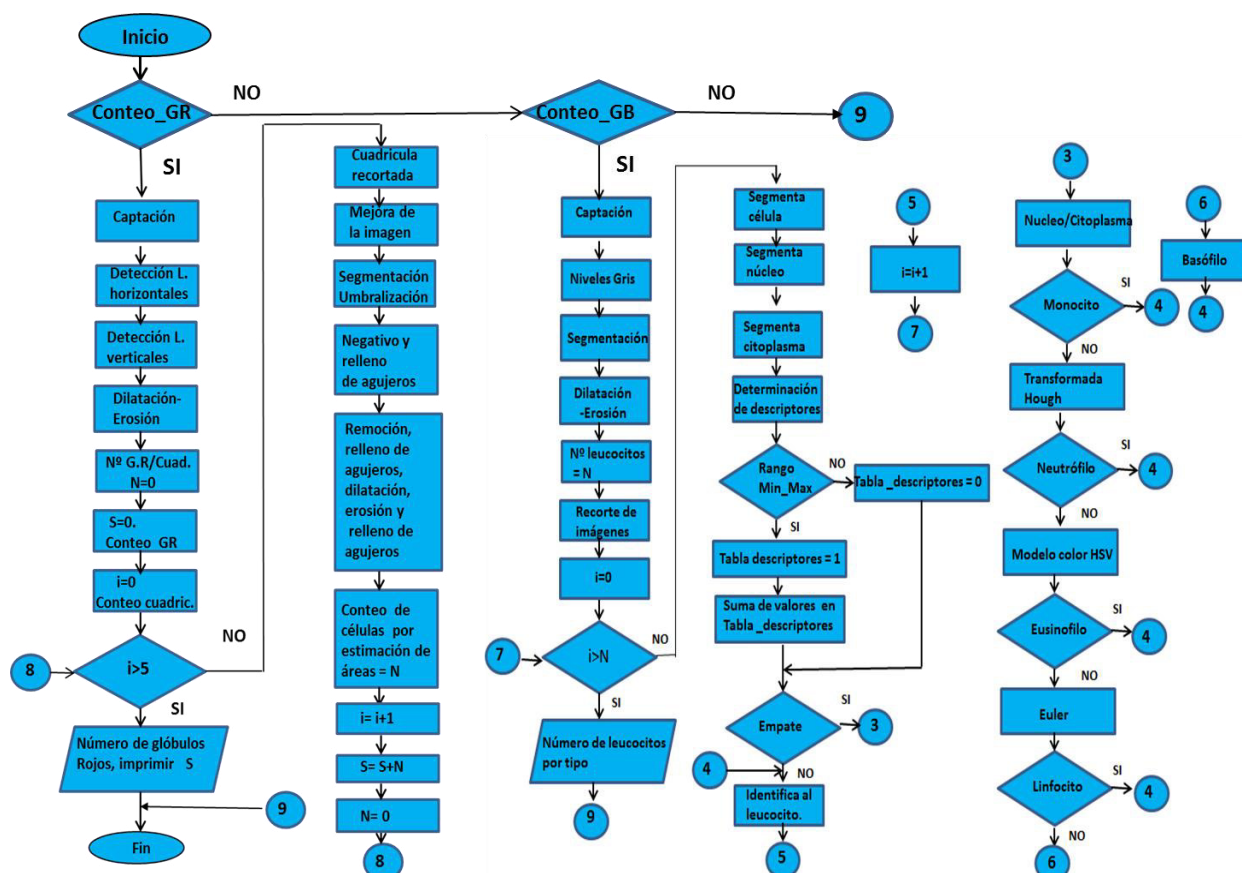 Inicio
Conteo_GR
NO
SI
Captación
Detección L.
horizontales
Detección L.
verticales
Dilatación-
Erosión
Nº G.R/Cuad.
N=0
S=0.
Conteo GR
i=0
Conteo cuadric.
8
i>5
NO
SI
Número de glóbulos
Rojos, imprimir S
9
Fin
Cuadricula
recortada
Mejóra de
la imagen
Segmentación
Umbralización
Negativo y
relleno
de agujeros
Remoción,
relleno de
agujeros,
dilatación,
erosión y
relleno de
agujeros
Conteo de
células por
estimación de
áreas = N
i= i+1
S= S+N
N= 0
8
Conteo_GB
NO
9
SI
Captación
Niveles Gris
Segmentación
Dilatación
-Erosión
Nº leucocitos
= N
Recorte de
imágenes
i=0
7
i>N
NO
SI
Número de leucocitos
por tipo
9
Segmenta
célula
Segmenta
núcleo
Segmenta
citoplasma
Determinación
de descriptores
Rango
Min_Max
NO
Tabla _descriptores = 0
SI
Tabla descriptores = 1
Suma de valores en
Tabla _descriptores
Empate
SI
3
4
NO
Identifica al
leucocito.
5
5
i=i+1
7
3
Nucleo/Citoplasma
Monocito
SI
4
NO
Transformada
Hough
Neutrófilo
SI
4
NO
Modelo color HSV
Eusinofilo
SI
4
NO
Euler
Linfocito
SI
4
NO
6
6
Basófilo
4